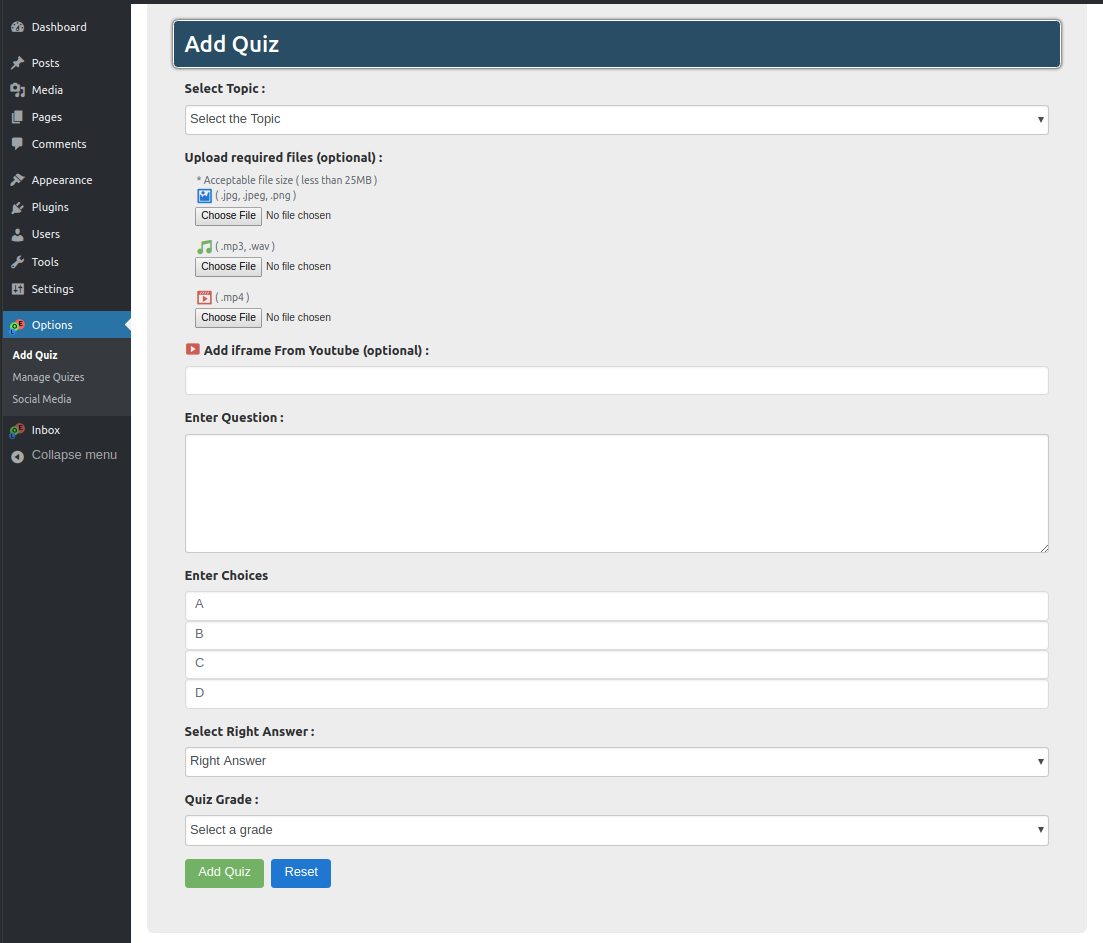 Dashboard
Posts
Media
Pages
Comments
Appearance
Plugins
Users
Tools
Settings
Options
Add Quiz
Manage Quizes
Social Media
Inbox
Collapse menu
Add Quiz
Select Topic :
Select the Topic
Upload required files (optional) :
* Acceptable file size ( less than 25MB )
( .jpg, .jpeg, .png )
Choose File No file chosen
( .mp3, .wav )
Choose File No file chosen
( .mp4 )
Choose File No file chosen
Add iframe From Youtube (optional) :
Enter Question :
Enter Choices
A
B
C
D
Select Right Answer :
Right Answer
Quiz Grade :
Select a grade
Add Quiz Reset